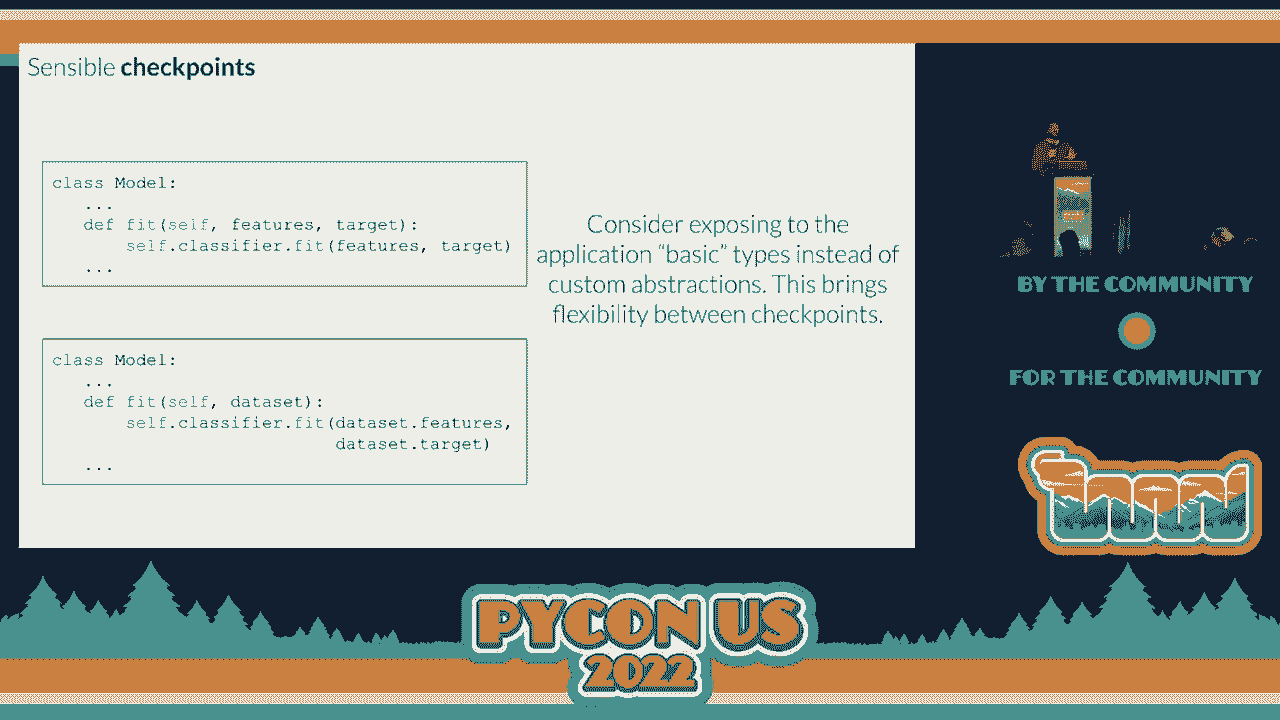 Sensible checkpoints
class Model:
...
def fit(self, features, target):
self.classifier.fit(features, target)
...
class Model:
...
def fit(self, dataset):
self.classifier.fit(dataset.features,
dataset.target)
...
Consider exposing to the
application “basic” types instead of
custom abstractions. This brings
flexibility between checkpoints.
BY THE COMMUNITY
FOR THE COMMUNITY
PYCON US
2022